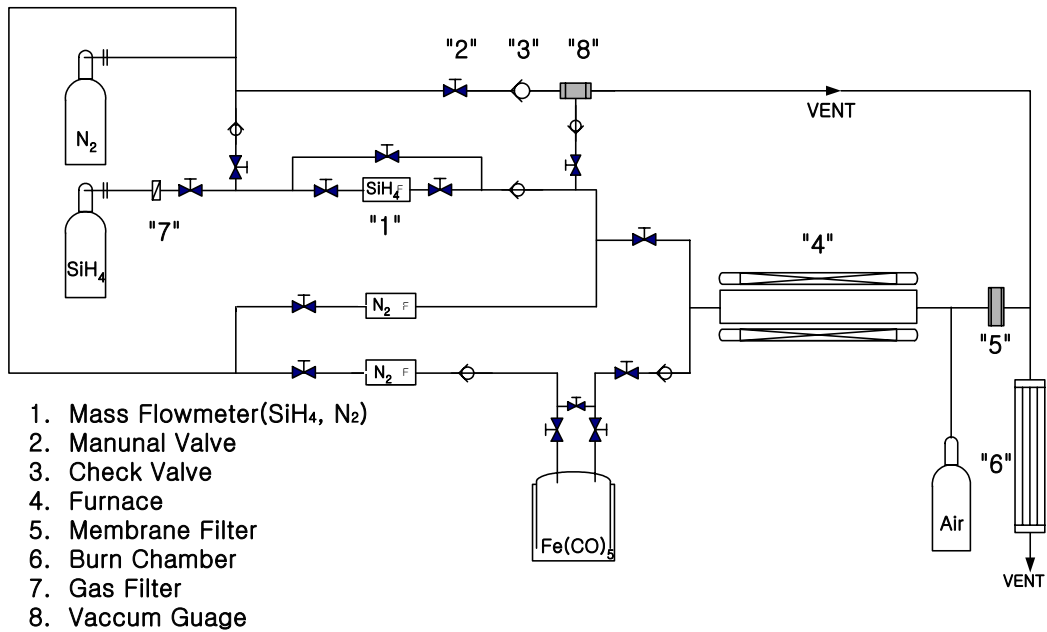 "2" "3" "8"
VENT
N2
SiH4 F
"7" "1"
SiH4
"4"
N2 F
"5"
N2 F
1. Mass Flowmeter(SiH4, N2)
2. Manunal Valve
3. Check Valve
4. Furnace
5. Membrane Filter
6. Burn Chamber
7. Gas Filter
8. Vaccum Guage
Fe(CO)5
Air
"6"
VENT